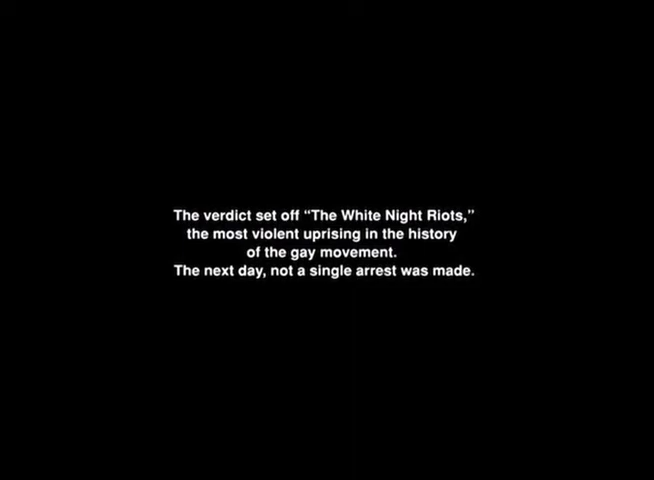 The verdict set off “The White Night Riots,”
the most violent uprising in the history
of the gay movement.
The next day, not a single arrest was made.